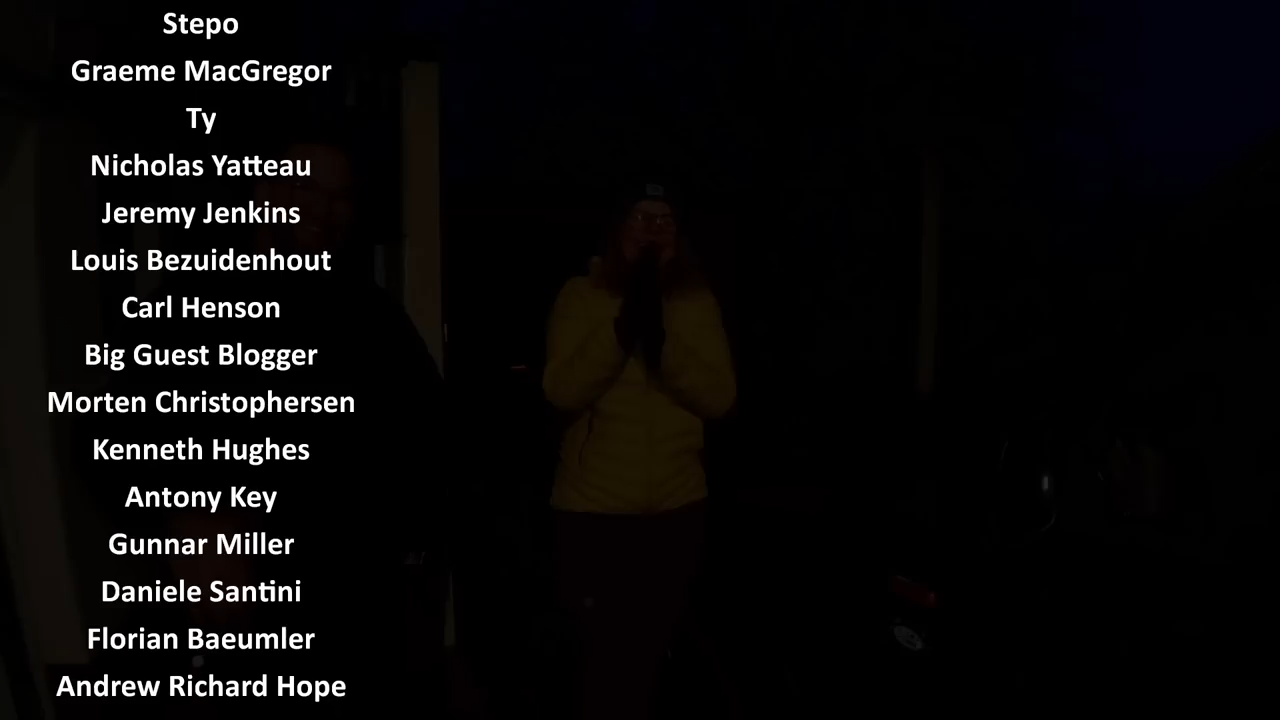 Stepo
Graeme MacGregor
Ty
Nicholas Yatteau
Jeremy Jenkins
Louis Bezuidenhout
Carl Henson
Big Guest Blogger
Morten Christophersen
Kenneth Hughes
Antony Key
Gunnar Miller
Daniele Santini
Florian Baeumler
Andrew Richard Hope